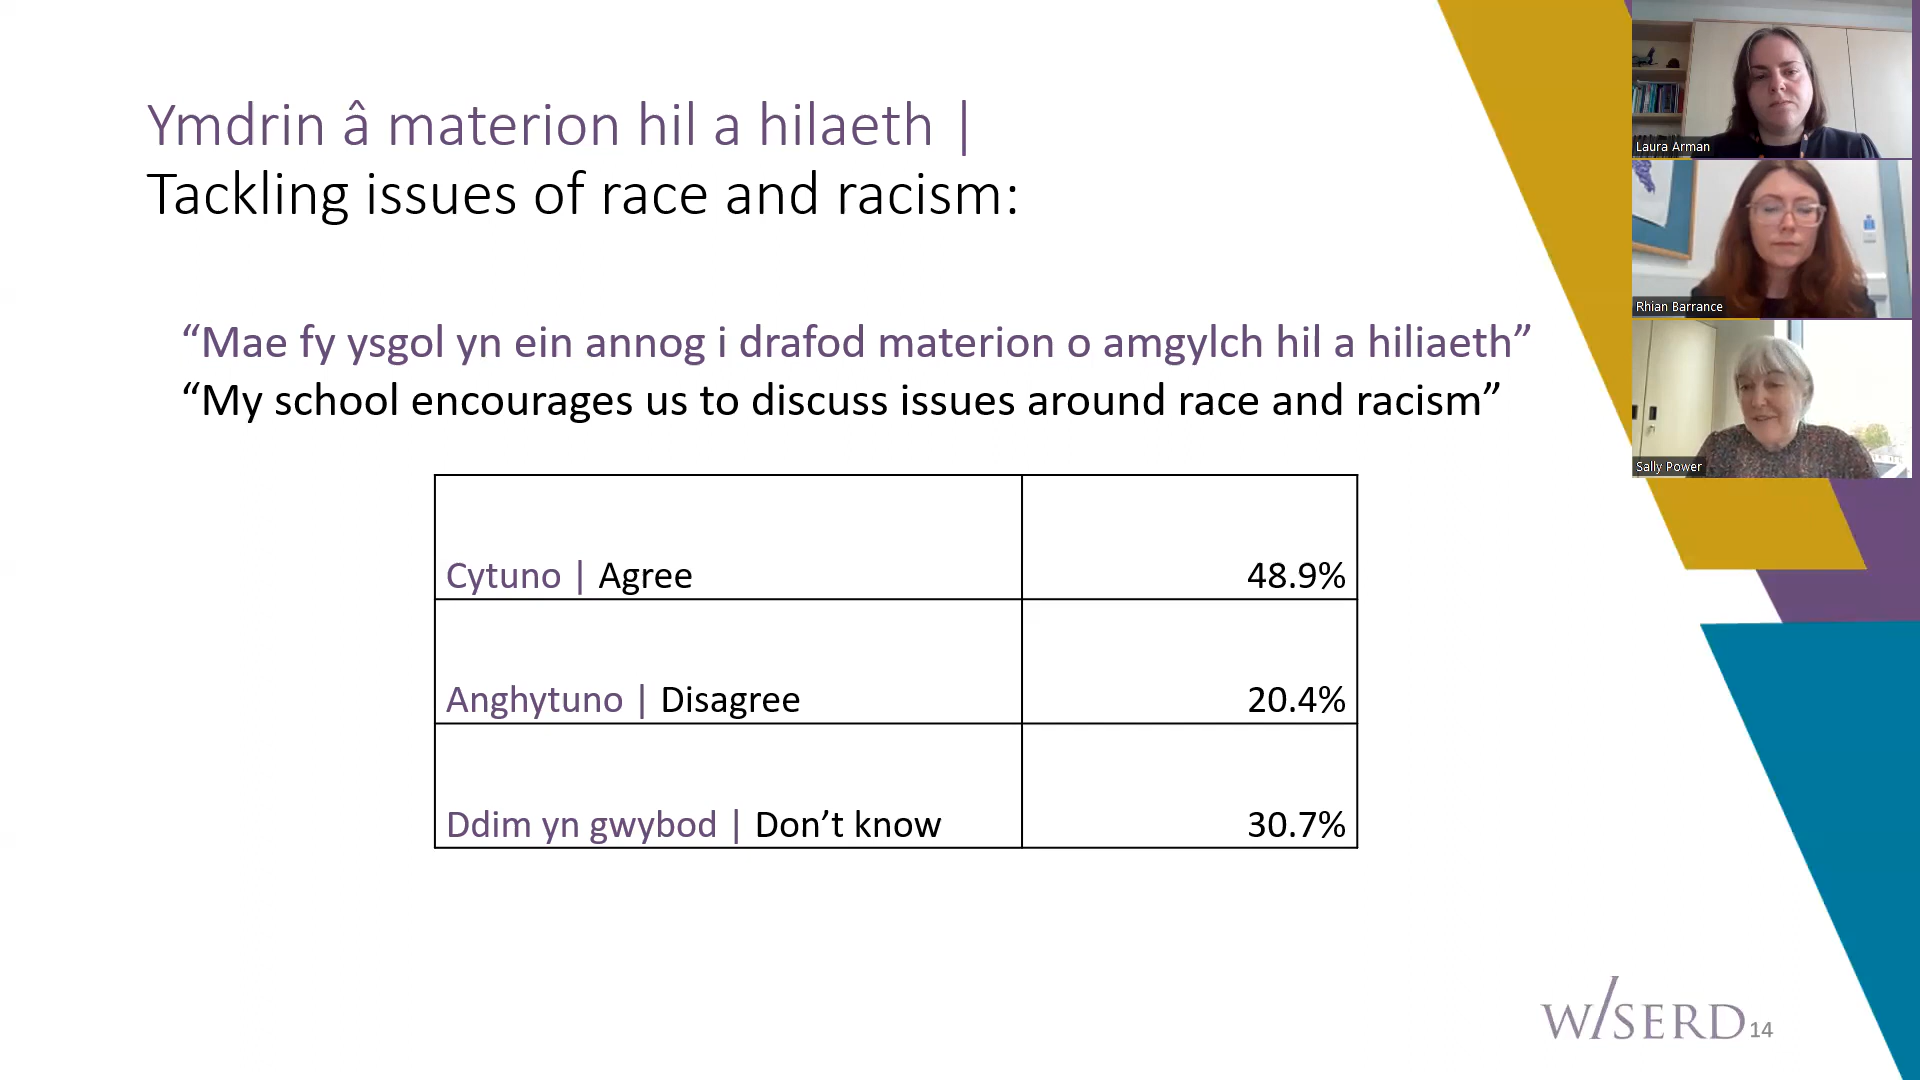 Ymdrin â materion hil a hilaeth |
Tackling issues of race and racism:
“Mae fy ysgol yn ein annog i drafod materion o amgylch hil a hiliaeth”
“My school encourages us to discuss issues around race and racism”
Cytuno | Agree 48.9%
Anghytuno | Disagree 20.4%
Ddim yn gwybod | Don’t know 30.7%
Laura Arman
Rhian Barrance
Sally Power
W/SERD 14